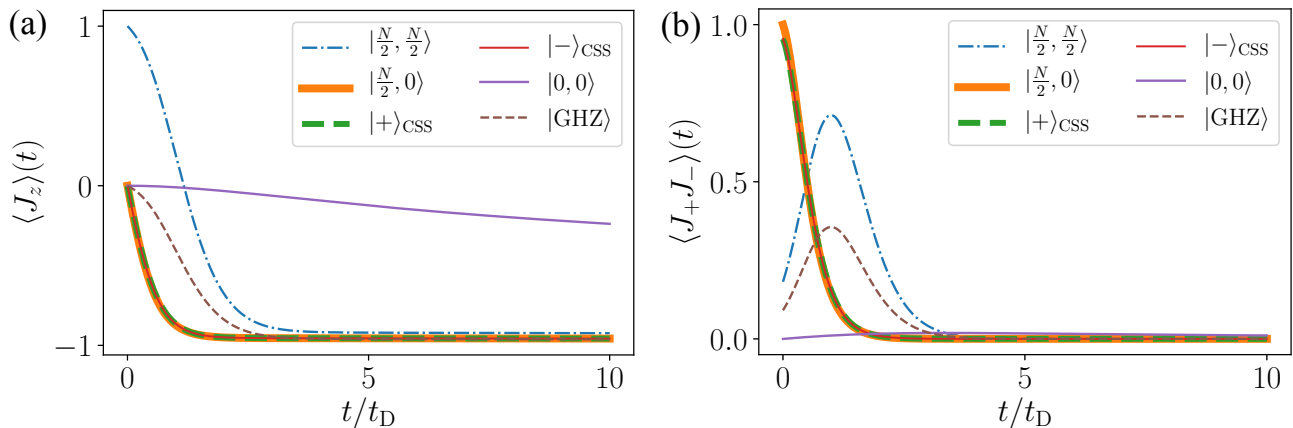 (a)
⟨J_z⟩(t)
1
0
−1
0
5
10
t/t_D
|N/2, N/2⟩
|N/2, 0⟩
|+⟩_CSS
|−⟩_CSS
|0, 0⟩
|GHZ⟩
(b)
⟨J_+J_−⟩(t)
1.0
0.5
0.0
0
5
10
t/t_D
|N/2, N/2⟩
|N/2, 0⟩
|+⟩_CSS
|−⟩_CSS
|0, 0⟩
|GHZ⟩